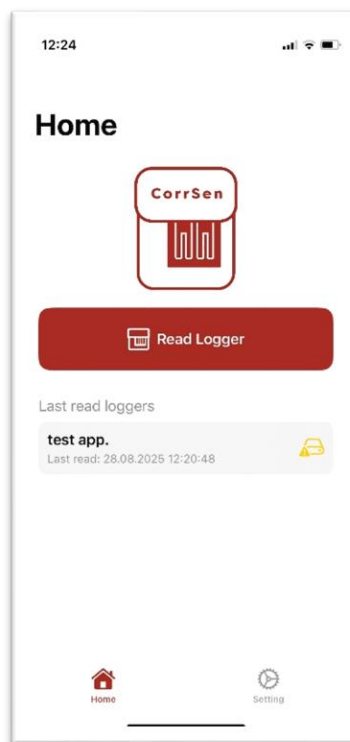 12:24
Home
CorrSen
Read Logger
Last read loggers
test app.
Last read: 28.08.2025 12:20:48
Home
Setting